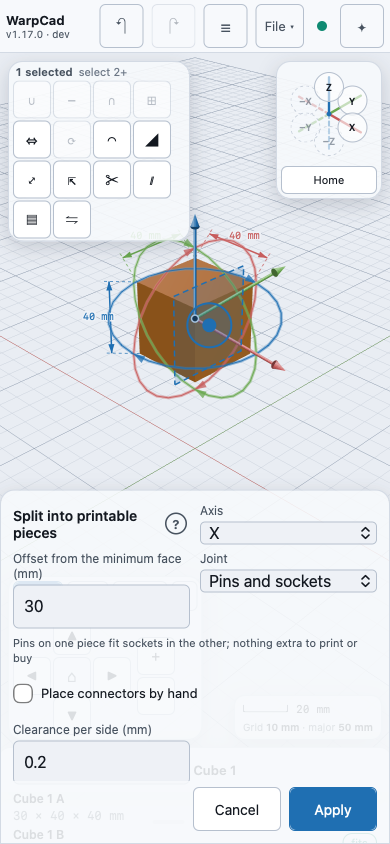 WarpCad
v1.17.0 · dev
File ▾
1 selected select 2+
Z
Y
X
−X
−Y
−Z
Home
40 mm
40 mm
40 mm
Split into printable pieces
?
Axis
X
Offset from the minimum face (mm)
30
Joint
Pins and sockets
Pins on one piece fit sockets in the other; nothing extra to print or buy
Place connectors by hand
20 mm
Grid 10 mm · major 50 mm
Clearance per side (mm)
0.2
Cube 1
Cube 1 A
30 × 40 × 40 mm
Cube 1 B
Cancel
Apply